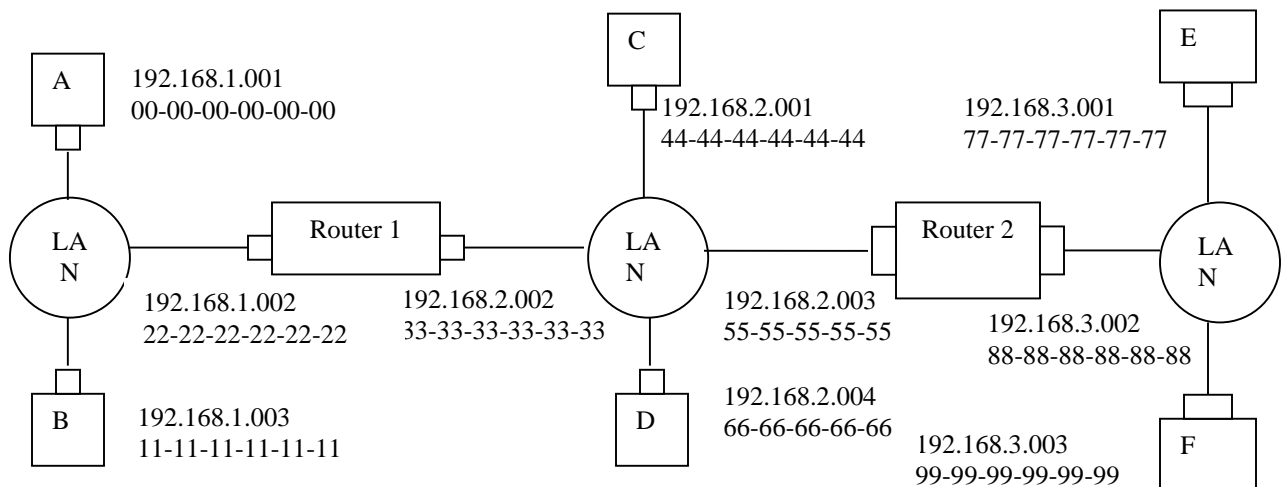 A
192.168.1.001
00-00-00-00-00-00
C
192.168.2.001
44-44-44-44-44-44
E
192.168.3.001
77-77-77-77-77-77
LA
N
Router 1
LA
N
Router 2
LA
N
192.168.1.002
22-22-22-22-22-22
192.168.2.002
33-33-33-33-33-33
192.168.2.003
55-55-55-55-55
192.168.3.002
88-88-88-88-88-88
B
192.168.1.003
11-11-11-11-11-11
D
192.168.2.004
66-66-66-66-66
192.168.3.003
99-99-99-99-99-99
F